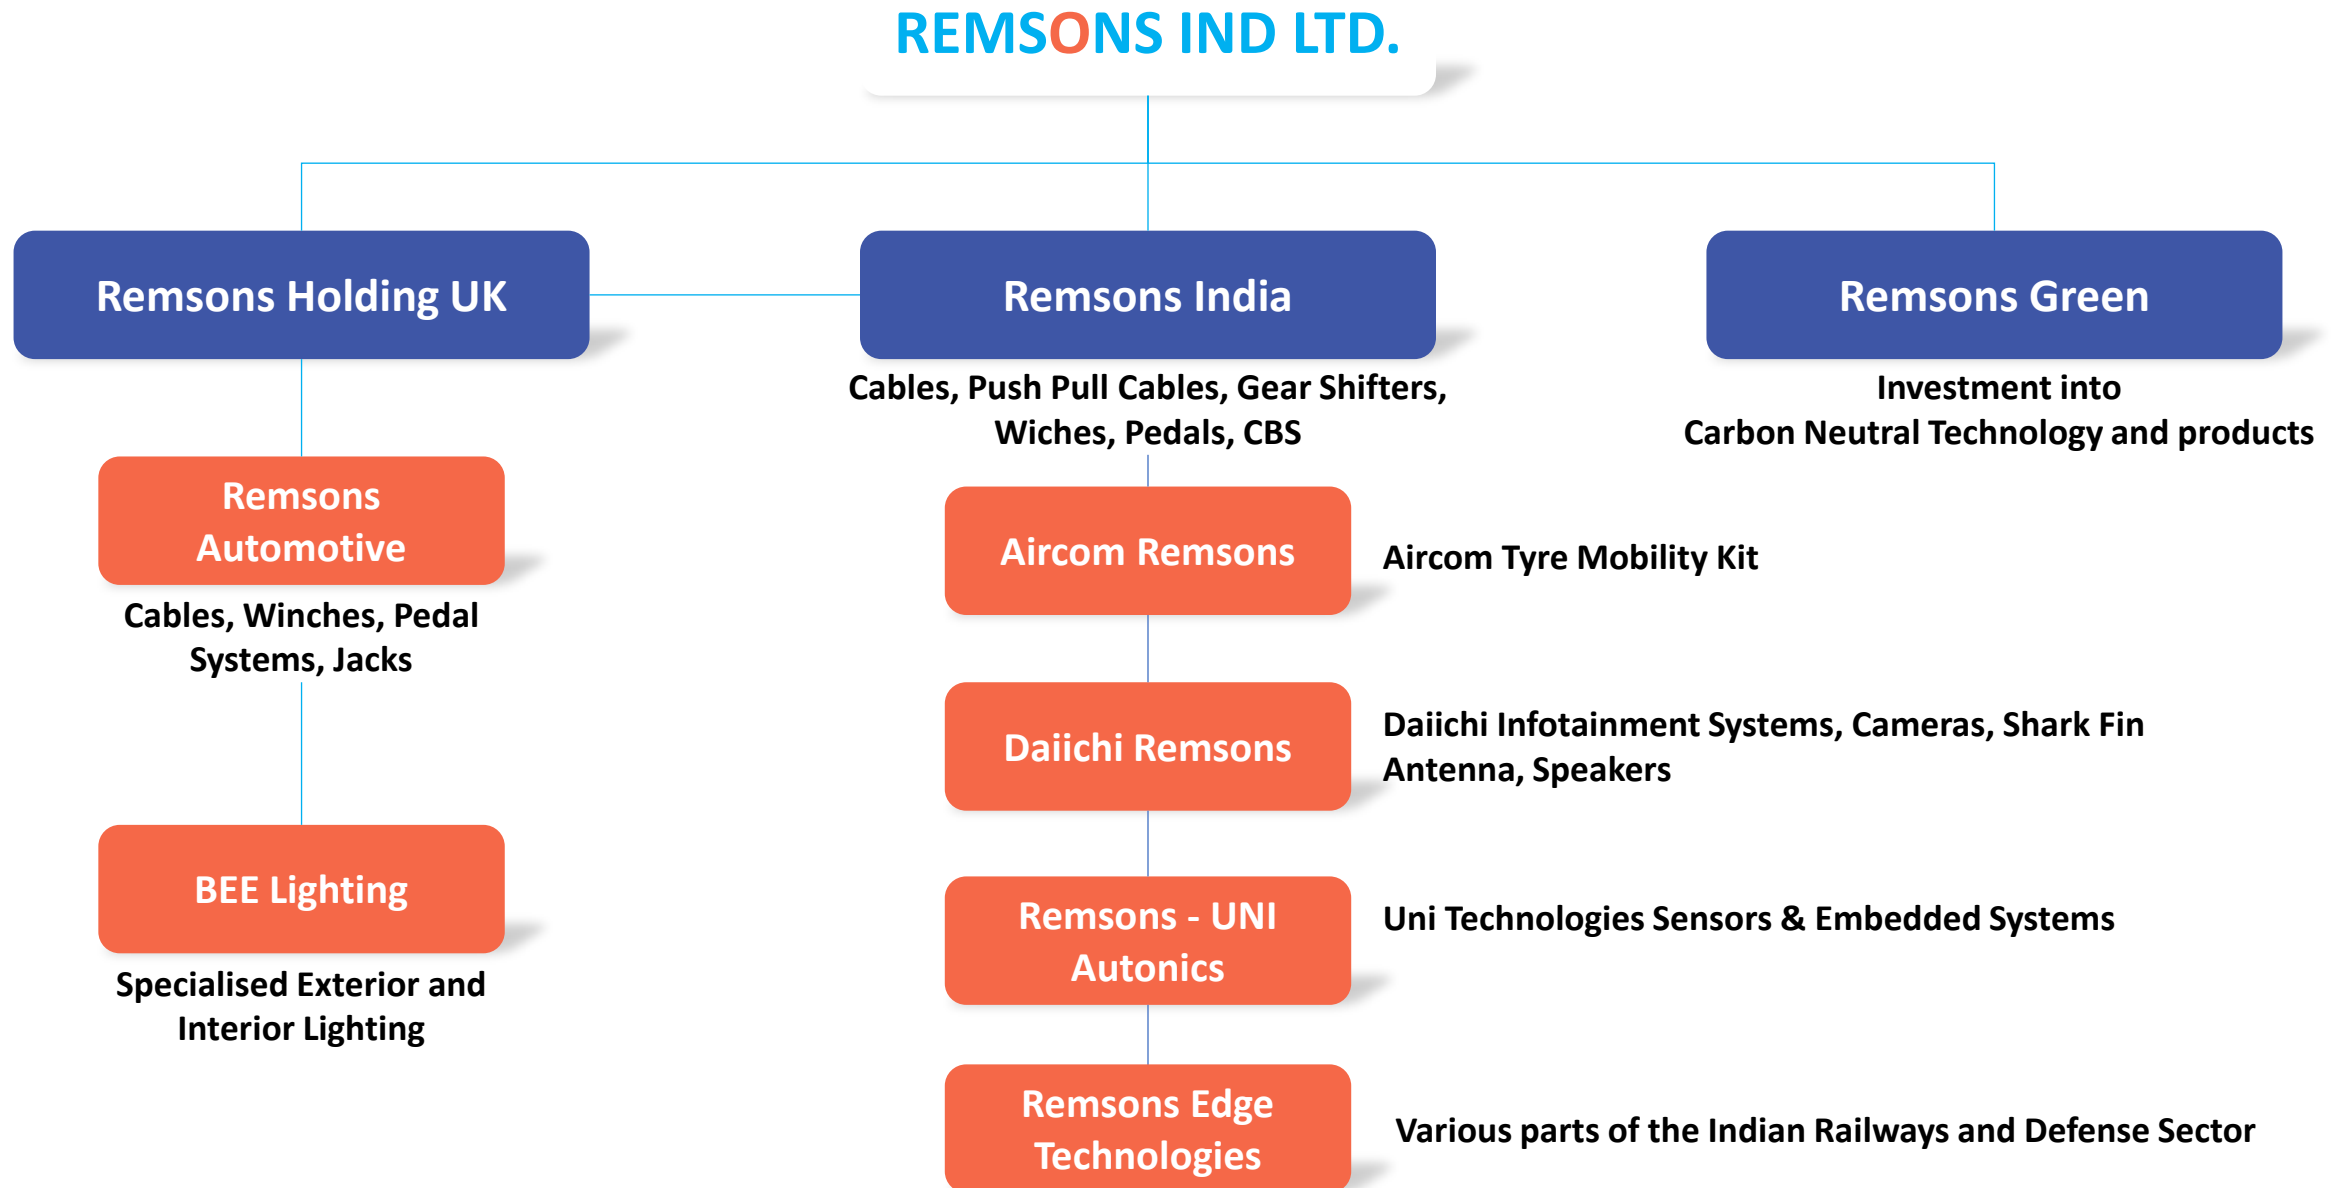 REMSONS IND LTD.
Remsons Holding UK
Remsons India
Remsons Green
Cables, Push Pull Cables, Gear Shifters,
Wiches, Pedals, CBS
Investment into
Carbon Neutral Technology and products
Remsons
Automotive
Cables, Winches, Pedal
Systems, Jacks
BEE Lighting
Specialised Exterior and
Interior Lighting
Aircom Remsons
Aircom Tyre Mobility Kit
Daiichi Remsons
Daiichi Infotainment Systems, Cameras, Shark Fin
Antenna, Speakers
Remsons - UNI
Autonics
Uni Technologies Sensors & Embedded Systems
Remsons Edge
Technologies
Various parts of the Indian Railways and Defense Sector